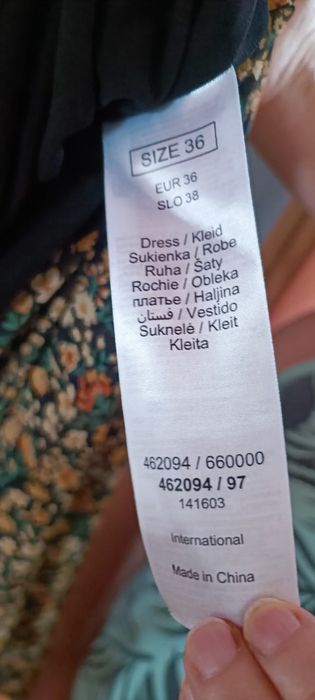 SIZE 36
EUR 36
SLO 38
Dress / Kleid
Sukienka / Robe
Ruha / Šaty
Rochie / Obleka
платье / Haljina
فستان / Vestido
Suknelė / Kleit
Kleita
462094 / 660000
462094 / 97
141603
International
Made in China